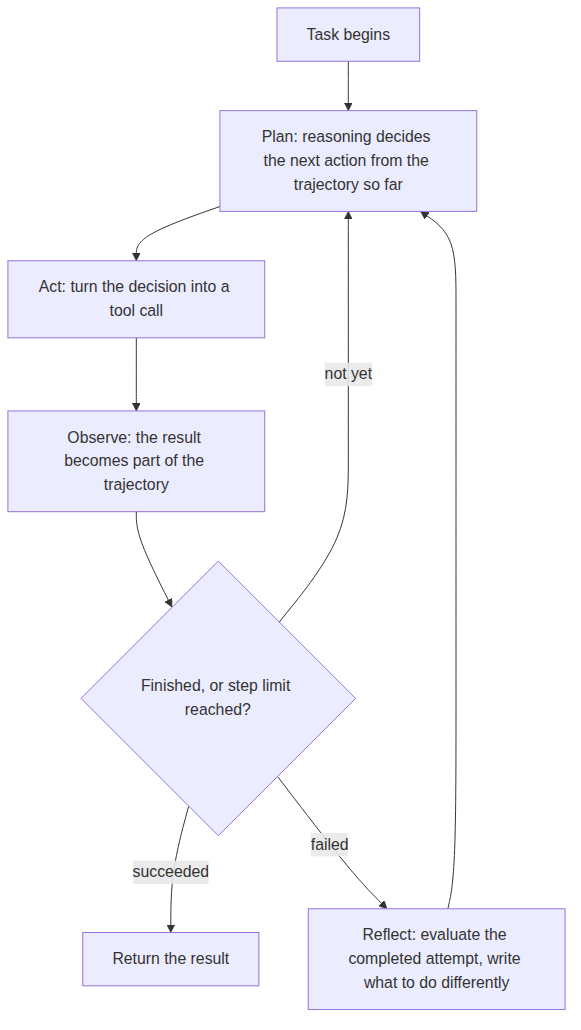 Task begins
Plan: reasoning decides
the next action from the
trajectory so far
Act: turn the decision into a
tool call
not yet
Observe: the result
becomes part of the
trajectory
Finished, or step limit
reached?
failed
succeeded
Return the result
Reflect: evaluate the
completed attempt, write
what to do differently